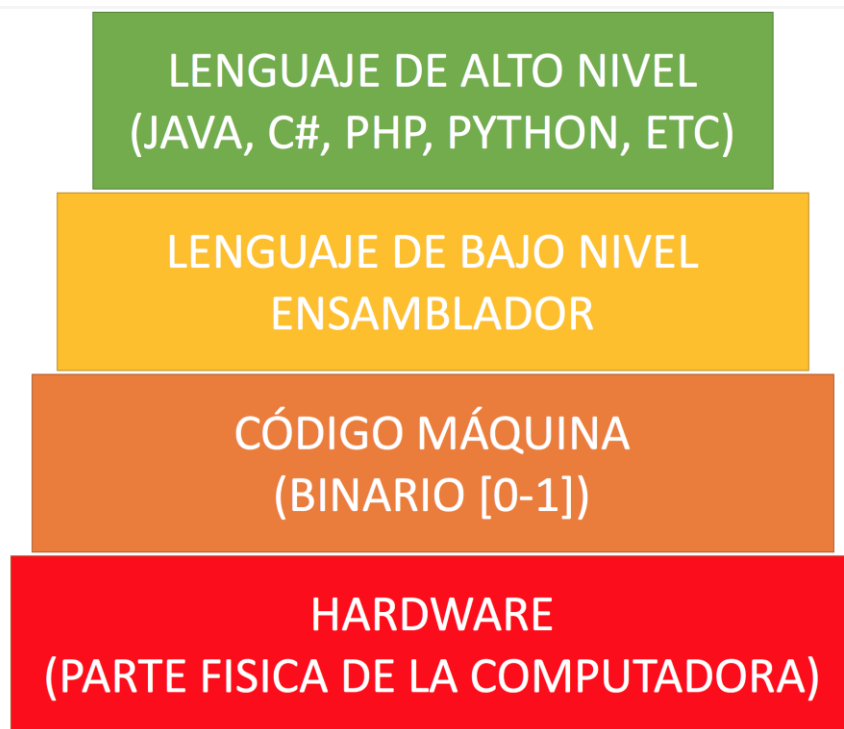 LENGUAJE DE ALTO NIVEL
(JAVA, C#, PHP, PYTHON, ETC)
LENGUAJE DE BAJO NIVEL
ENSAMBLADOR
CÓDIGO MÁQUINA
(BINARIO [0-1])
HARDWARE
(PARTE FISICA DE LA COMPUTADORA)